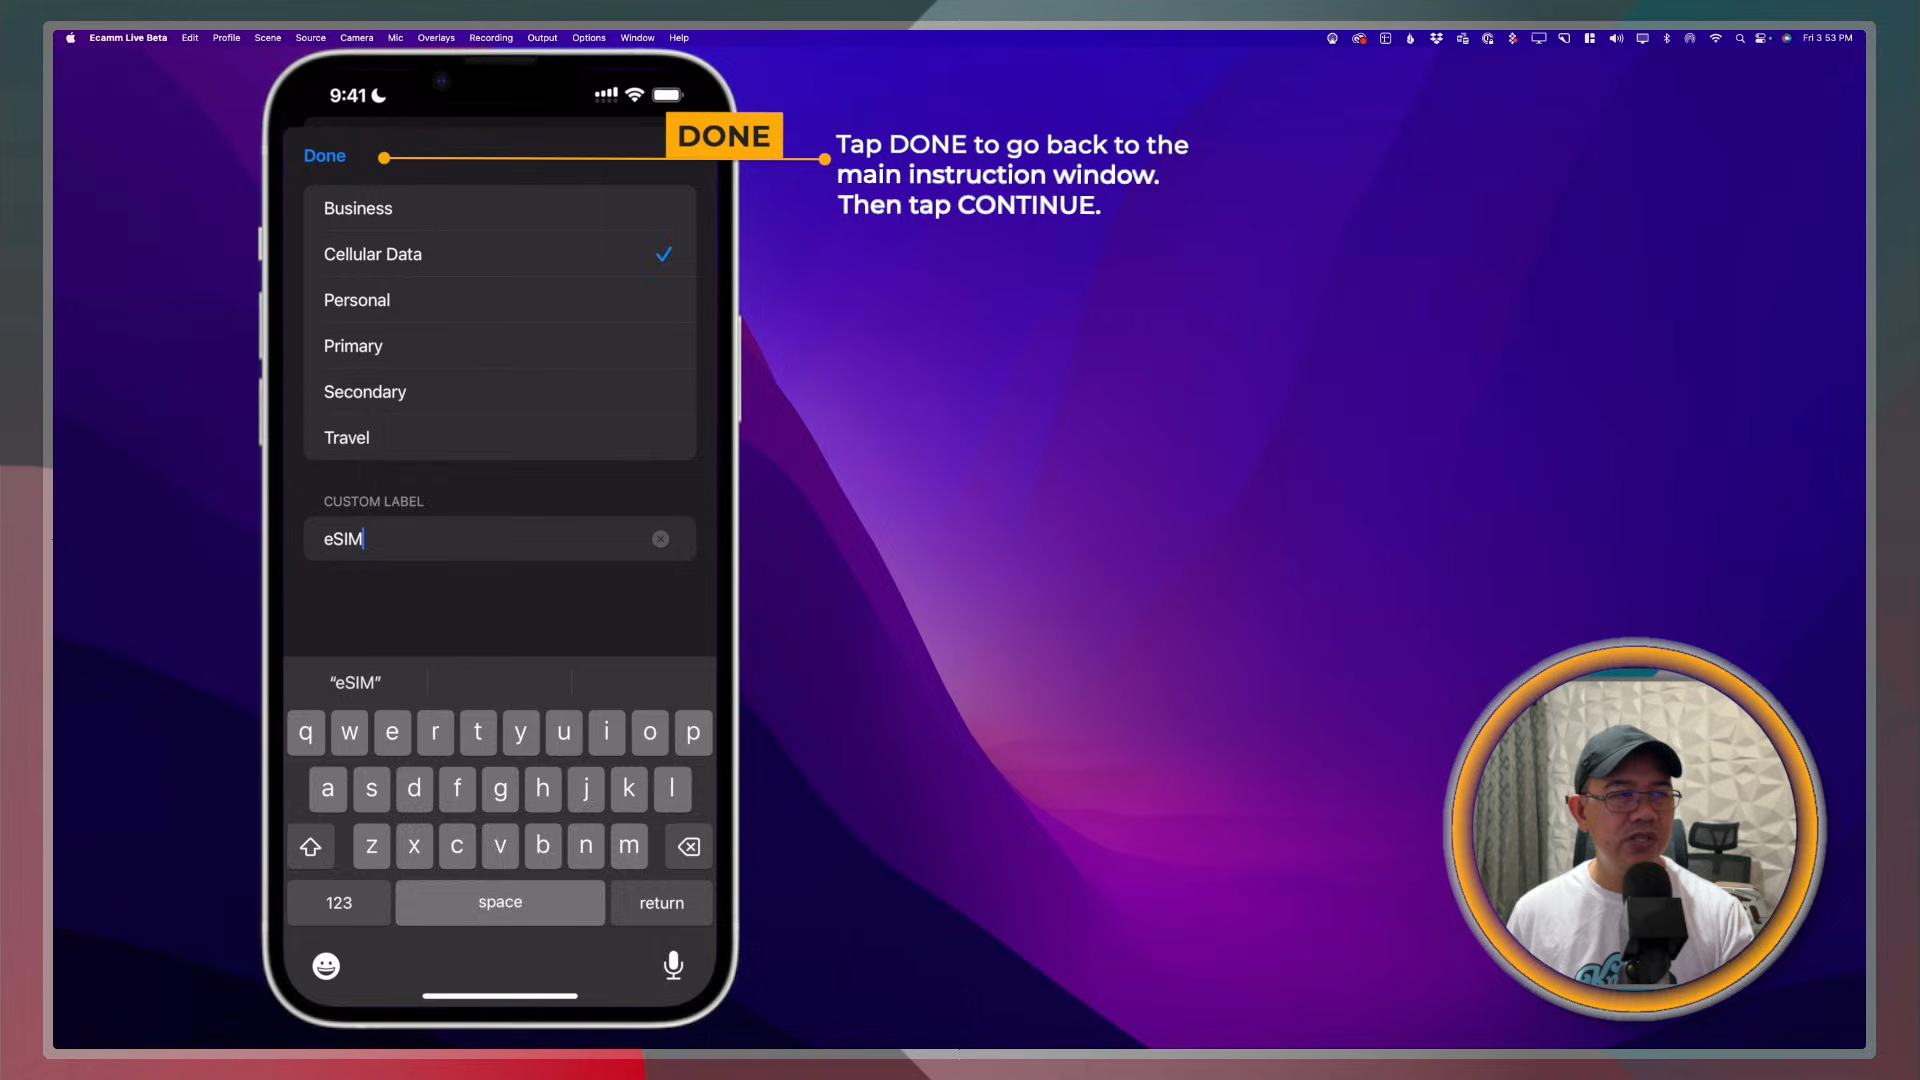 Ecamm Live Beta Edit Profile Scene Source Camera Mic Overlays Recording Output Options Window Help
Fri 3 53 PM
9:41
DONE
Done
Tap DONE to go back to the
main instruction window.
Then tap CONTINUE.
Business
Cellular Data
Personal
Primary
Secondary
Travel
CUSTOM LABEL
eSIM
“eSIM”
q w e r t y u i o p
a s d f g h j k l
z x c v b n m
123 space return